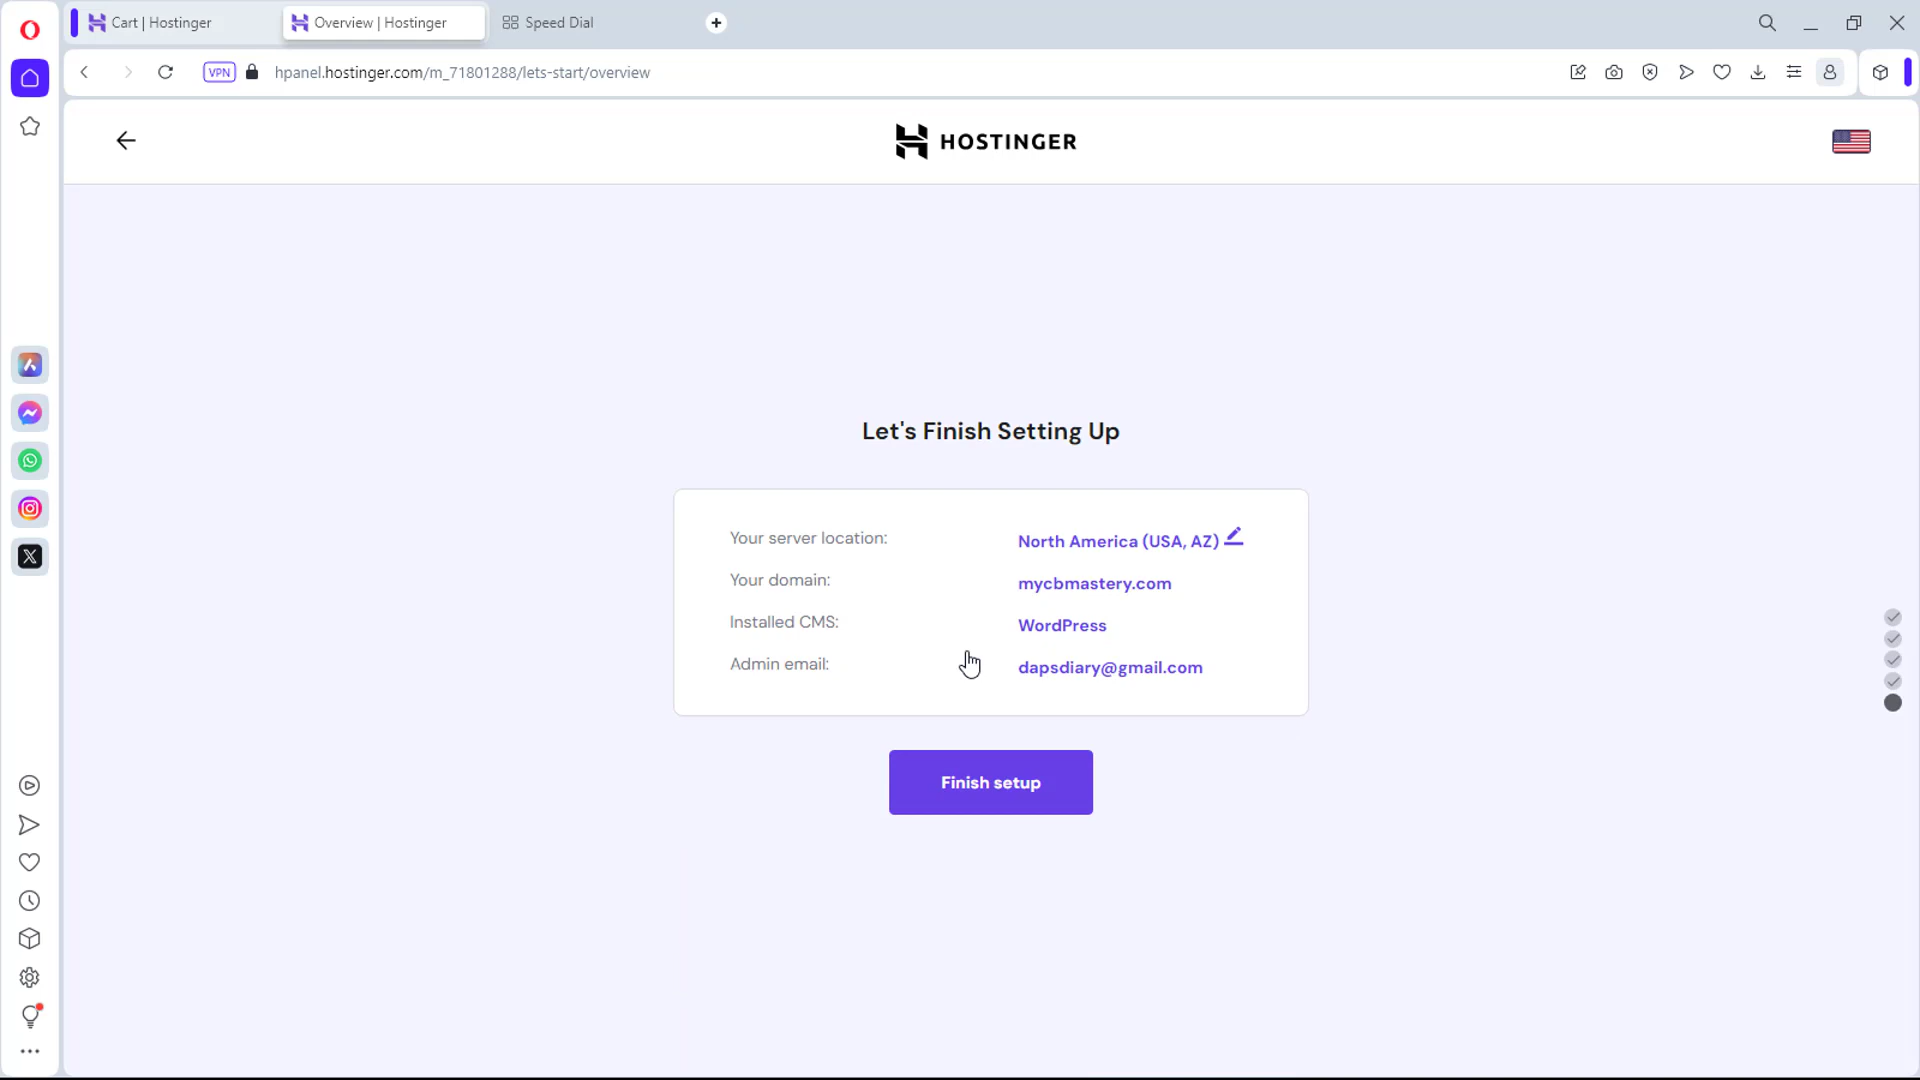 Cart | Hostinger
Overview | Hostinger
Speed Dial
VPN
hpanel.hostinger.com/m_71801288/lets-start/overview
HOSTINGER
Let's Finish Setting Up
Your server location: North America (USA, AZ)
Your domain: mycbmastery.com
Installed CMS: WordPress
Admin email: dapsdiary@gmail.com
Finish setup